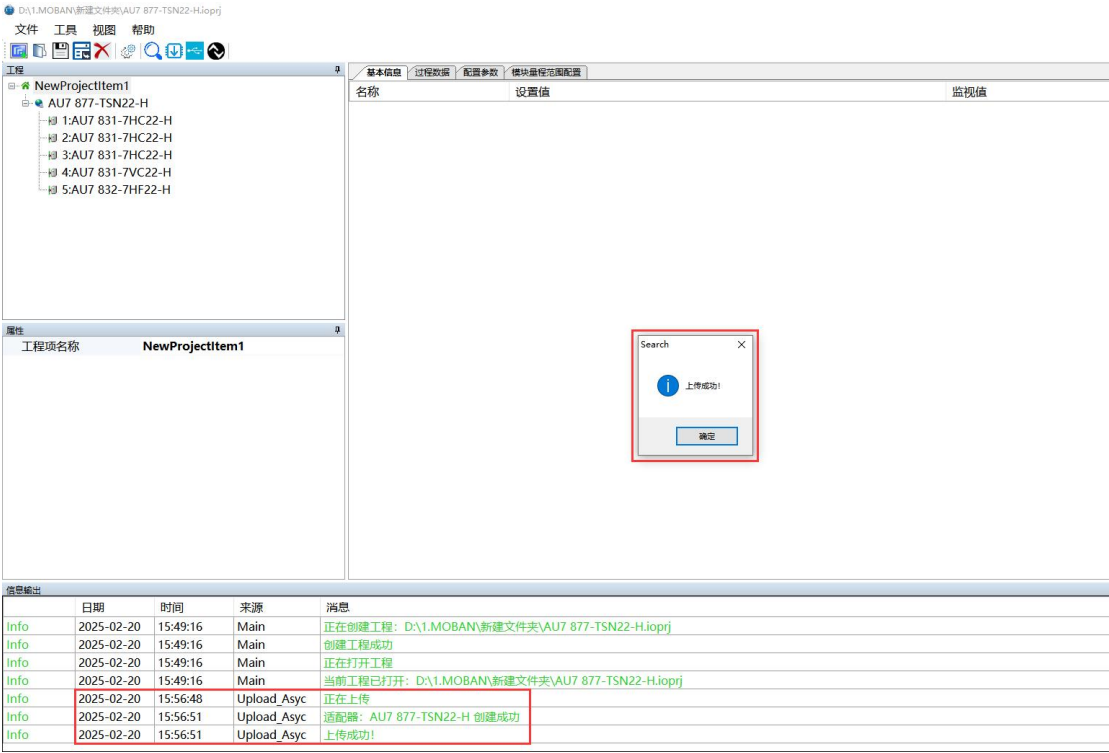 D:\1.MOBAN\新建文件夹\AU7 877-TSN22-H.ioprj
文件 工具 视图 帮助
工程
NewProjectItem1
AU7 877-TSN22-H
1:AU7 831-7HC22-H
2:AU7 831-7HC22-H
3:AU7 831-7HC22-H
4:AU7 831-7VC22-H
5:AU7 832-7HF22-H
基本信息 过程数据 配置参数 模块量程范围配置
名称 设置值 监视值
属性
工程项名称 NewProjectItem1
Search
上传成功!
确定
信息输出
日期 时间 来源 消息
Info 2025-02-20 15:49:16 Main 正在创建工程：D:\1.MOBAN\新建文件夹\AU7 877-TSN22-H.ioprj
Info 2025-02-20 15:49:16 Main 创建工程成功
Info 2025-02-20 15:49:16 Main 正在打开工程
Info 2025-02-20 15:49:16 Main 当前工程已打开：D:\1.MOBAN\新建文件夹\AU7 877-TSN22-H.ioprj
Info 2025-02-20 15:56:48 Upload_Asyc 正在上传
Info 2025-02-20 15:56:51 Upload_Asyc 适配器：AU7 877-TSN22-H 创建成功
Info 2025-02-20 15:56:51 Upload_Asyc 上传成功!